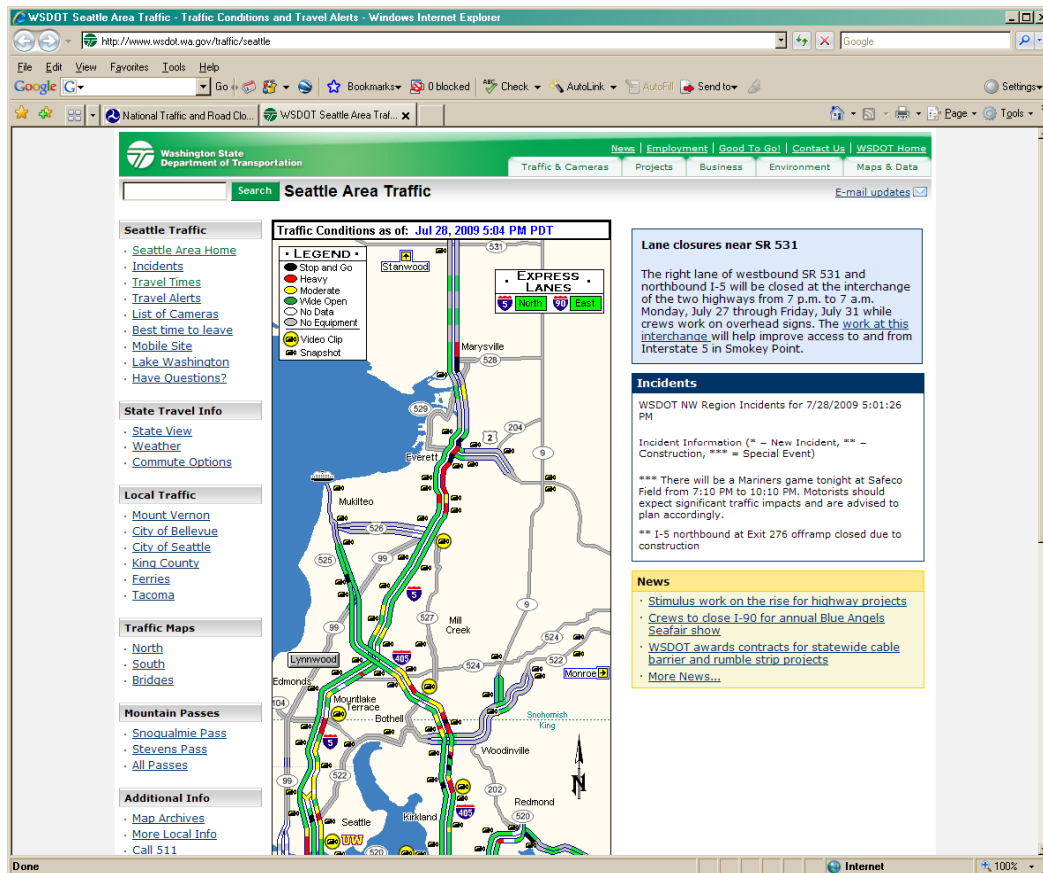 WSDOT Seattle Area Traffic - Traffic Conditions and Travel Alerts - Windows Internet Explorer
http://www.wsdot.wa.gov/traffic/seattle
Google
File Edit View Favorites Tools Help
Google G Go Bookmarks 0 blocked ABC Check AutoLink AutoFill Send to Settings
National Traffic and Road Clo... WSDOT Seattle Area Traf... Page Tools
Washington State
Department of Transportation
News | Employment | Good To Go! | Contact Us | WSDOT Home
Traffic & Cameras Projects Business Environment Maps & Data
Search Seattle Area Traffic E-mail updates
Seattle Traffic
· Seattle Area Home
· Incidents
· Travel Times
· Travel Alerts
· List of Cameras
· Best time to leave
· Mobile Site
· Lake Washington
· Have Questions?
State Travel Info
· State View
· Weather
· Commute Options
Local Traffic
· Mount Vernon
· City of Bellevue
· City of Seattle
· King County
· Ferries
· Tacoma
Traffic Maps
· North
· South
· Bridges
Mountain Passes
· Snoqualmie Pass
· Stevens Pass
· All Passes
Additional Info
· Map Archives
· More Local Info
· Call 511
Traffic Conditions as of: Jul 28, 2009 5:04 PM PDT
· LEGEND ·
Stop and Go
Heavy
Moderate
Wide Open
No Data
No Equipment
Video Clip
Snapshot
Stanwood
531
· EXPRESS LANES ·
5 North 90 East
Marysville
528
529
204
2
Everett
9
Mukilteo
526
99
525
5
9
527
Mill
Creek
99
524
405
522
Lynnwood
524
Monroe
Edmonds
104
Mountlake
Terrace
Bothell
Snohomish
King
5
Woodinville
N
522
99
202
Redmond
405
520
Seattle
Kirkland
UW
520
Lane closures near SR 531
The right lane of westbound SR 531 and
northbound I-5 will be closed at the interchange
of the two highways from 7 p.m. to 7 a.m.
Monday, July 27 through Friday, July 31 while
crews work on overhead signs. The work at this
interchange will help improve access to and from
Interstate 5 in Smokey Point.
Incidents
WSDOT NW Region Incidents for 7/28/2009 5:01:26
PM
Incident Information (* – New Incident, ** –
Construction, *** = Special Event)
*** There will be a Mariners game tonight at Safeco
Field from 7:10 PM to 10:10 PM. Motorists should
expect significant traffic impacts and are advised to
plan accordingly.
** I-5 northbound at Exit 276 offramp closed due to
construction
News
· Stimulus work on the rise for highway projects
· Crews to close I-90 for annual Blue Angels
Seafair show
· WSDOT awards contracts for statewide cable
barrier and rumble strip projects
· More News...
Done Internet 100%